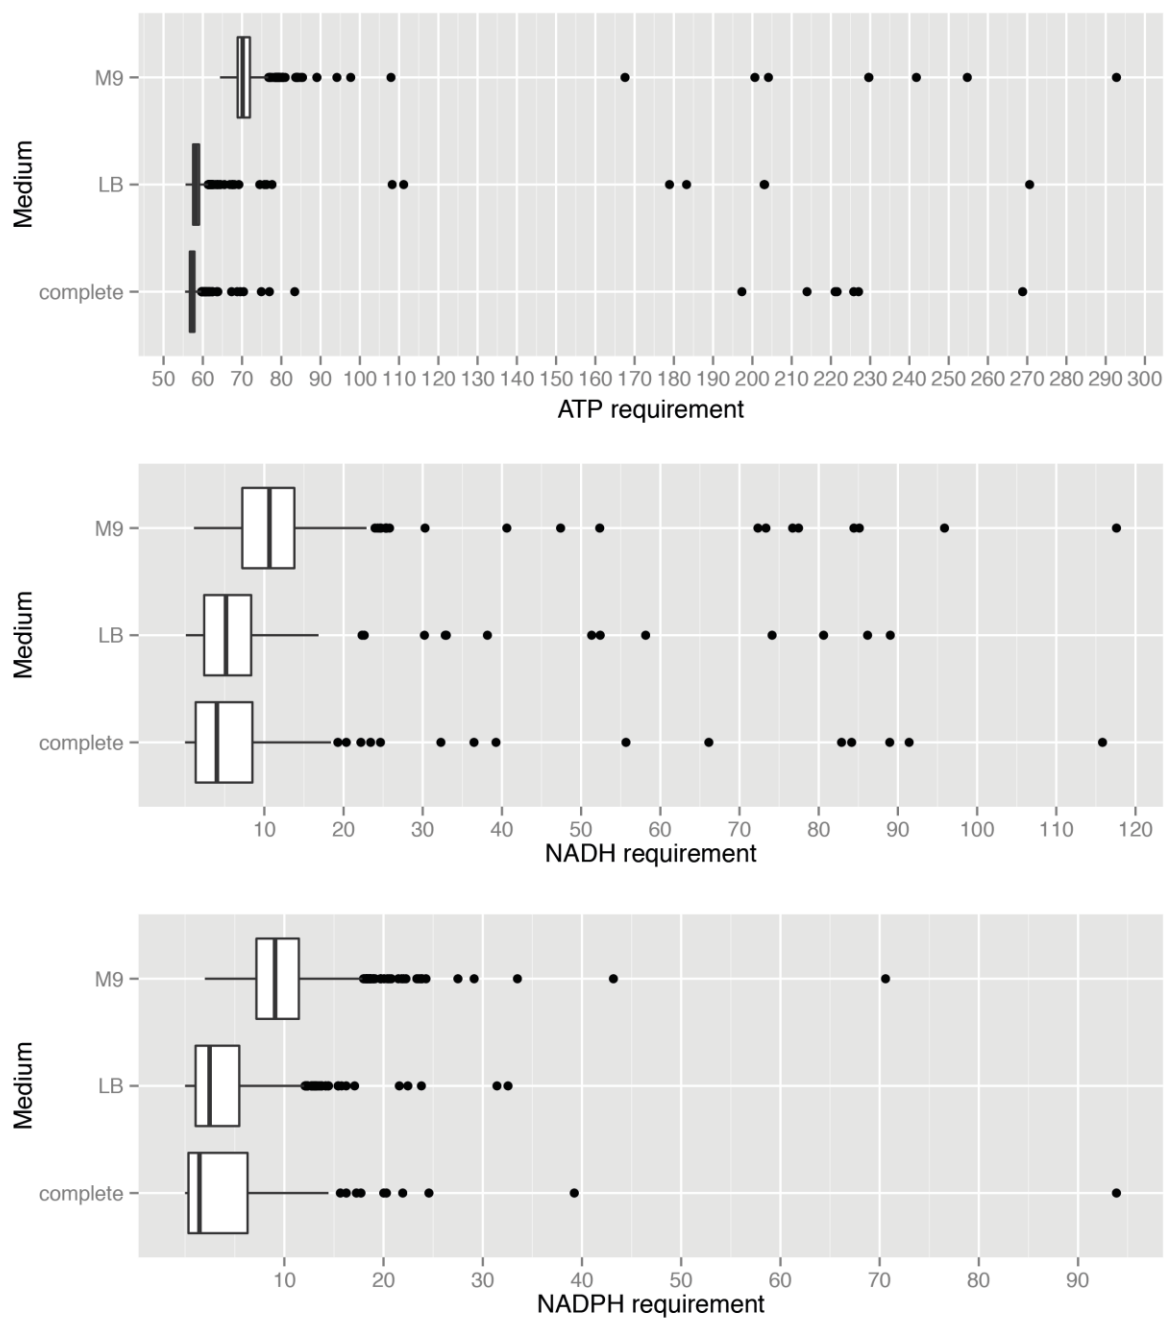 M9
LB
complete
Medium
50 60 70 80 90 100 110 120 130 140 150 160 170 180 190 200 210 220 230 240 250 260 270 280 290 300
ATP requirement
M9
LB
complete
Medium
10 20 30 40 50 60 70 80 90 100 110 120
NADH requirement
M9
LB
complete
Medium
10 20 30 40 50 60 70 80 90
NADPH requirement